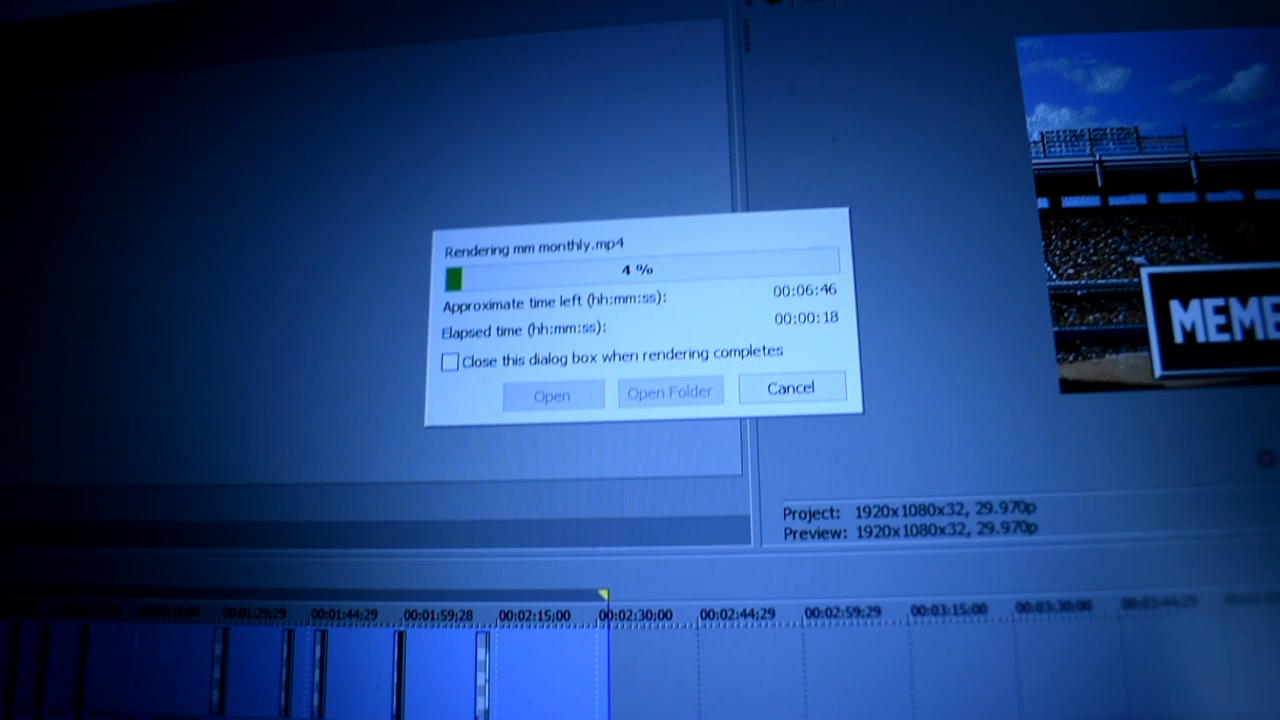 Rendering mm monthly.mp4
4 %
Approximate time left (hh:mm:ss): 00:06:46
Elapsed time (hh:mm:ss): 00:00:18
Close this dialog box when rendering completes
Open Open Folder Cancel
MEME
Project: 1920x1080x32, 29.970p
Preview: 1920x1080x32, 29.970p
00:01:29;29 00:01:44;29 00:01:59;28 00:02:15;00 00:02:30;00 00:02:44;29 00:02:59;29 00:03:15;00 00:03:30;00 00:03:44;29